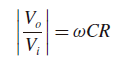 |V_o / V_i| = ωCR